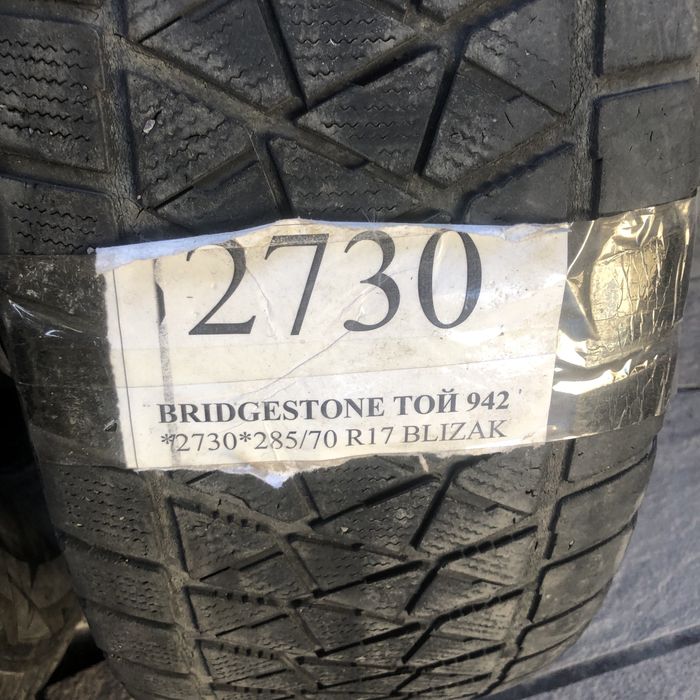 2730
BRIDGESTONE ТОЙ 942
*2730*285/70 R17 BLIZAK